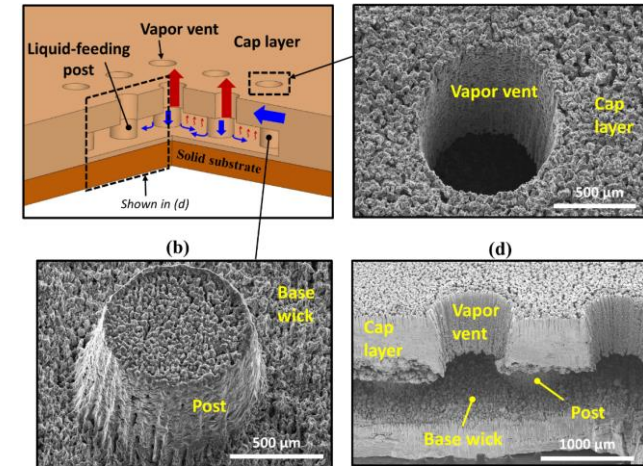 Vapor vent
Liquid-feeding
post
Cap layer
Solid substrate
Shown in (d)
Vapor vent
Cap
layer
500 µm
(b)
(d)
Base
wick
Post
500 µm
Vapor
vent
Cap
layer
Post
Base wick
1000 µm